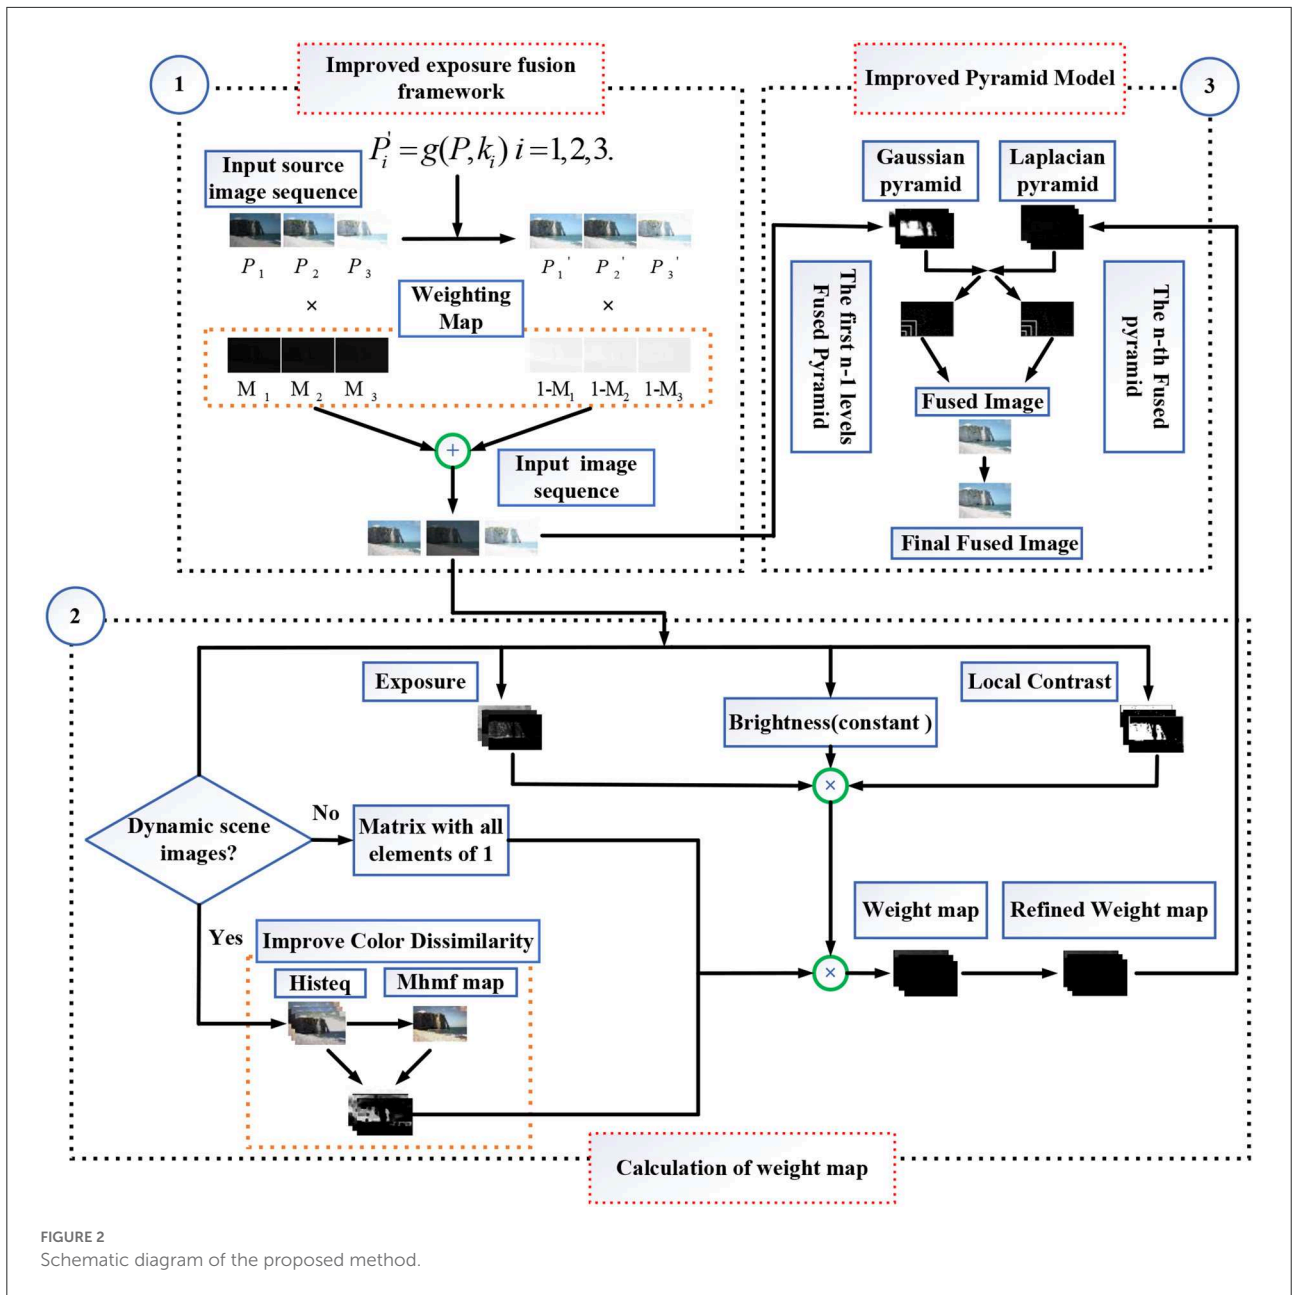 1
Improved exposure fusion
framework
P'i = g(P, ki) i = 1,2,3.
Input source
image sequence
P1 P2 P3
P1' P2' P3'
× ×
Weighting
Map
M1 M2 M3
1-M1 1-M2 1-M3
+
Input image
sequence
Improved Pyramid Model
3
Gaussian
pyramid
Laplacian
pyramid
The first n-1 levels
Fused Pyramid
The n-th Fused
pyramid
Fused Image
Final Fused Image
2
Exposure
Brightness(constant )
Local Contrast
×
Dynamic scene
images?
No
Matrix with all
elements of 1
Yes
Improve Color Dissimilarity
Histeq
Mhmf map
×
Weight map
Refined Weight map
Calculation of weight map
FIGURE 2
Schematic diagram of the proposed method.